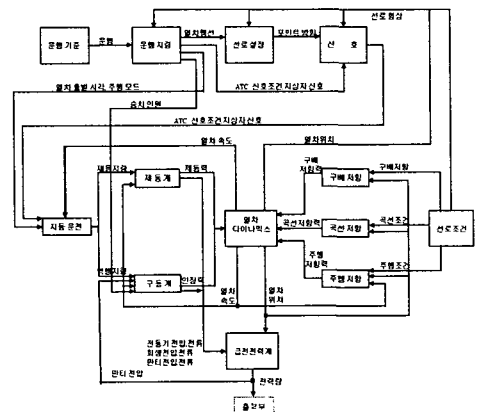 선로형상
운행 기준
운행
운행 지령
열차행선
선로 설정
포인트 방향
신 호
열차 출발 시각, 주행 모드
ATC 신호조건지상자신호
승차 인원
ATC 신호조건지상자신호
열차 속도
열차위치
제동지령
제동계
제동력
구배
저항력
구배저항
구배저항
자동 운전
열차
다이나믹스
곡선저항력
곡선저항
곡선조건
선로조건
주행
저항력
주행저항
주행조건
구동계
인장력
열차
속도
열차
위치
전동기 전압,전류
회생전압전류
판타전압전류
급전전력계
판타 전압
전력량
출력부